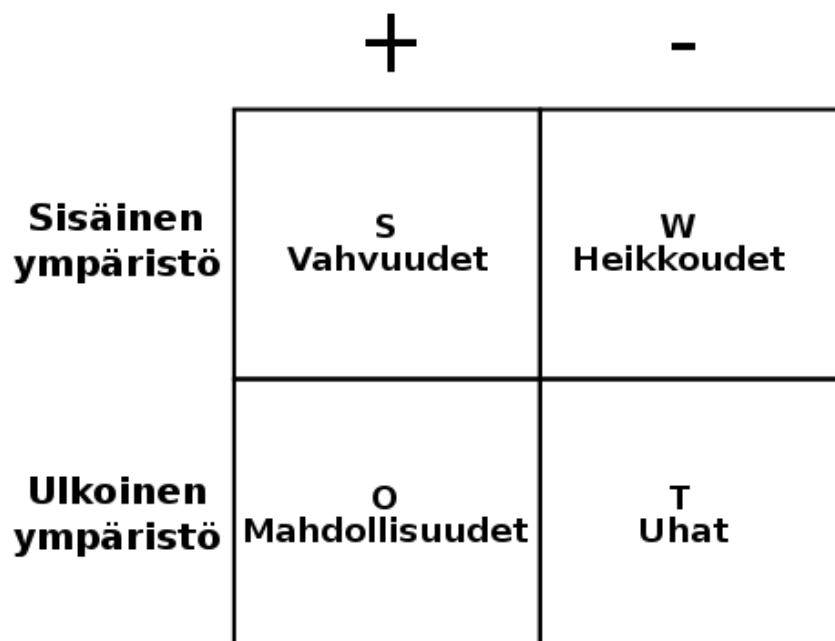 + -
Sisäinen
ympäristö
S
Vahvuudet
W
Heikkoudet
Ulkoinen
ympäristö
O
Mahdollisuudet
T
Uhat